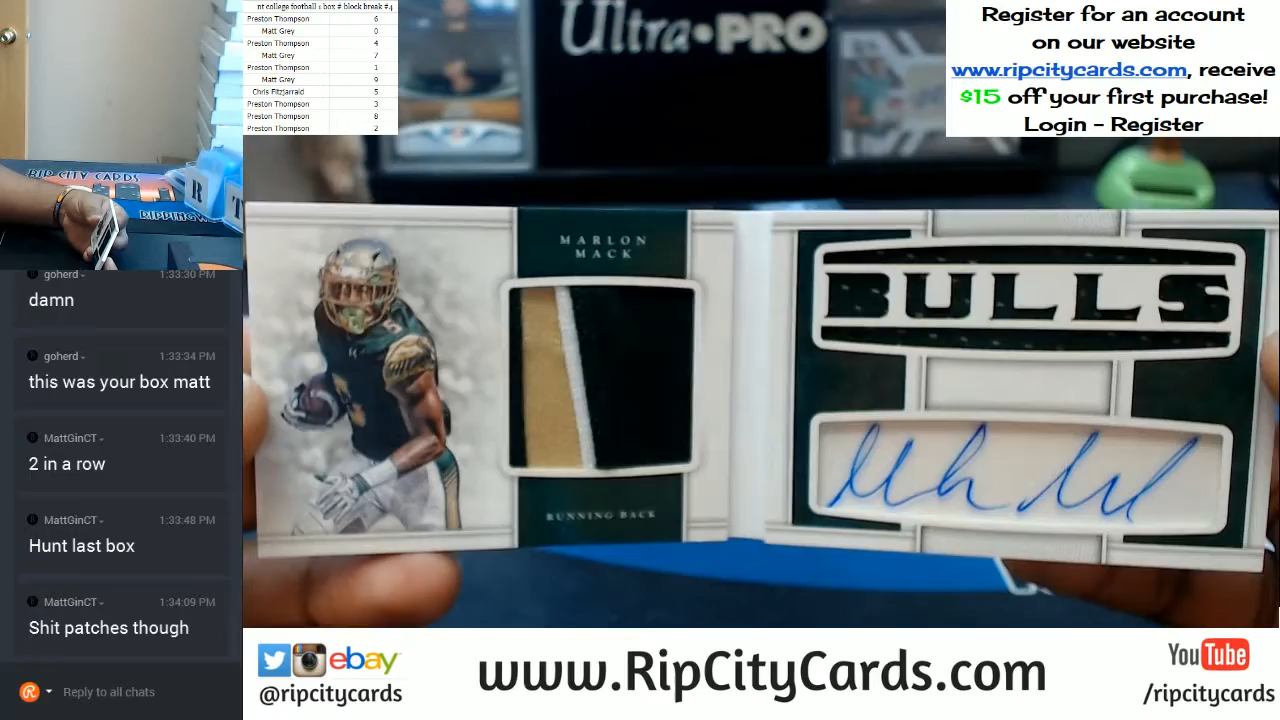 nt college football 1 box # block break #4
Preston Thompson 6
Matt Grey 0
Preston Thompson 4
Matt Grey 7
Preston Thompson 1
Matt Grey 9
Chris Fitzjarrald 5
Preston Thompson 3
Preston Thompson 8
Preston Thompson 2
Ultra•PRO
Register for an account
on our website
www.ripcitycards.com, receive
$15 off your first purchase!
Login - Register
RIP CITY CARDS
R
T
MARLON
MACK
RUNNING BACK
BULLS
goherd 1:33:30 PM
damn
goherd 1:33:34 PM
this was your box matt
MattGinCT 1:33:40 PM
2 in a row
MattGinCT 1:33:48 PM
Hunt last box
MattGinCT 1:34:09 PM
Shit patches though
R Reply to all chats
ebay
@ripcitycards
www.RipCityCards.com
YouTube
/ripcitycards